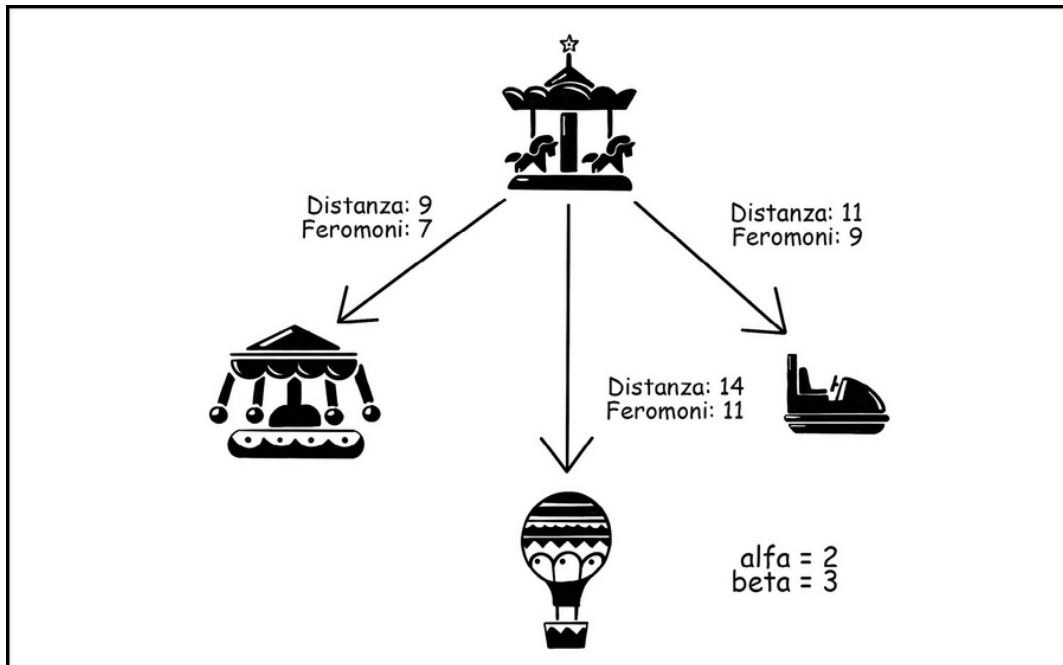 Distanza: 9
Feromoni: 7
Distanza: 11
Feromoni: 9
Distanza: 14
Feromoni: 11
alfa = 2
beta = 3